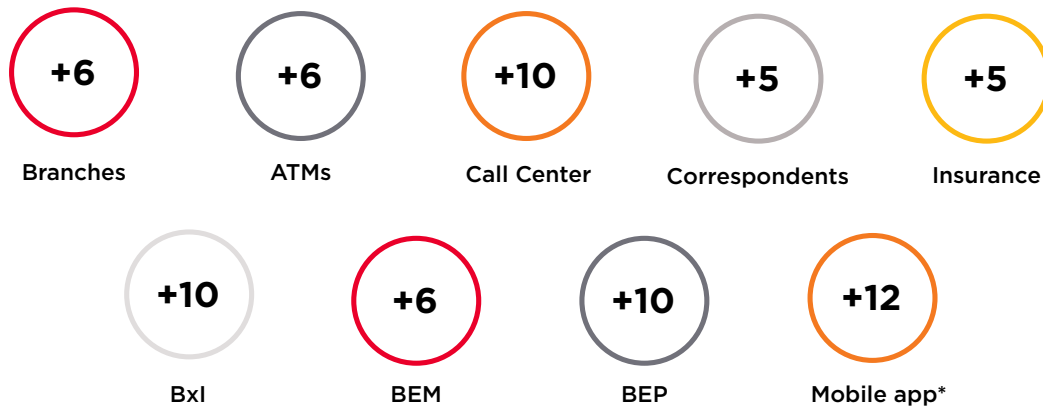 +6
+6
+10
+5
+5
Branches
ATMs
Call Center
Correspondents
Insurance
+10
+6
+10
+12
BxI
BEM
BEP
Mobile app*